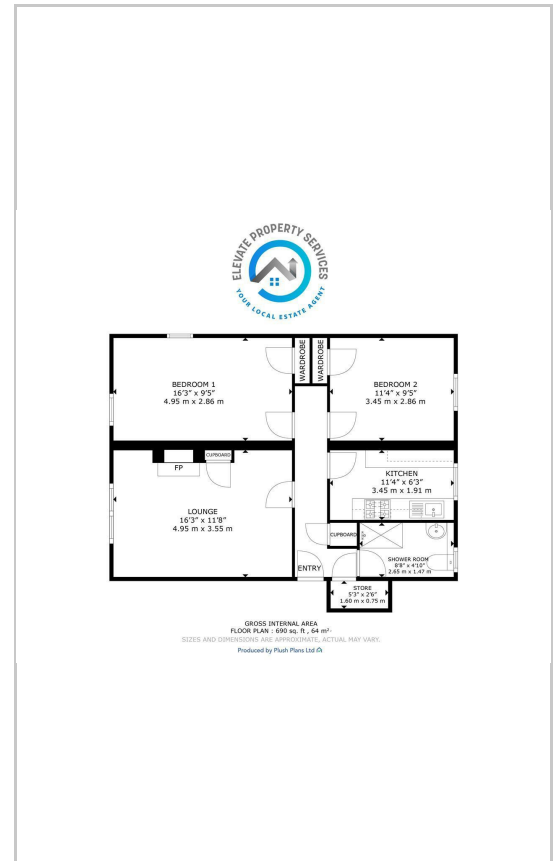 ELEVATE PROPERTY SERVICES
YOUR LOCAL ESTATE AGENT
WARDROBE
WARDROBE
BEDROOM 1
16'3" x 9'5"
4.95 m x 2.86 m
BEDROOM 2
11'4" x 9'5"
3.45 m x 2.86 m
FP
CUPBOARD
KITCHEN
11'4" x 6'3"
3.45 m x 1.91 m
LOUNGE
16'3" x 11'8"
4.95 m x 3.55 m
CUPBOARD
SHOWER ROOM
8'8" x 4'10"
2.65 m x 1.47 m
ENTRY
STORE
5'3" x 2'6"
1.60 m x 0.75 m
GROSS INTERNAL AREA
FLOOR PLAN : 690 sq. ft , 64 m²
SIZES AND DIMENSIONS ARE APPROXIMATE, ACTUAL MAY VARY.
Produced by Plush Plans Ltd